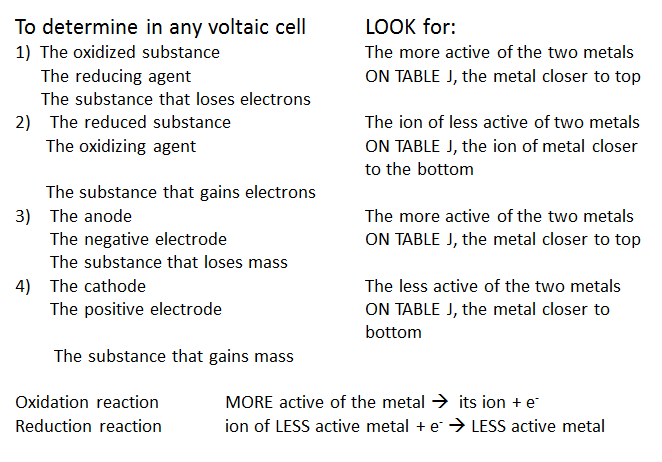 To determine in any voltaic cell LOOK for:
1) The oxidized substance The more active of the two metals
The reducing agent ON TABLE J, the metal closer to top
The substance that loses electrons
2) The reduced substance The ion of less active of two metals
The oxidizing agent ON TABLE J, the ion of metal closer
to the bottom
The substance that gains electrons
3) The anode The more active of the two metals
The negative electrode ON TABLE J, the metal closer to top
The substance that loses mass
4) The cathode The less active of the two metals
The positive electrode ON TABLE J, the metal closer to
bottom
The substance that gains mass
Oxidation reaction MORE active of the metal → its ion + e⁻
Reduction reaction ion of LESS active metal + e⁻ → LESS active metal